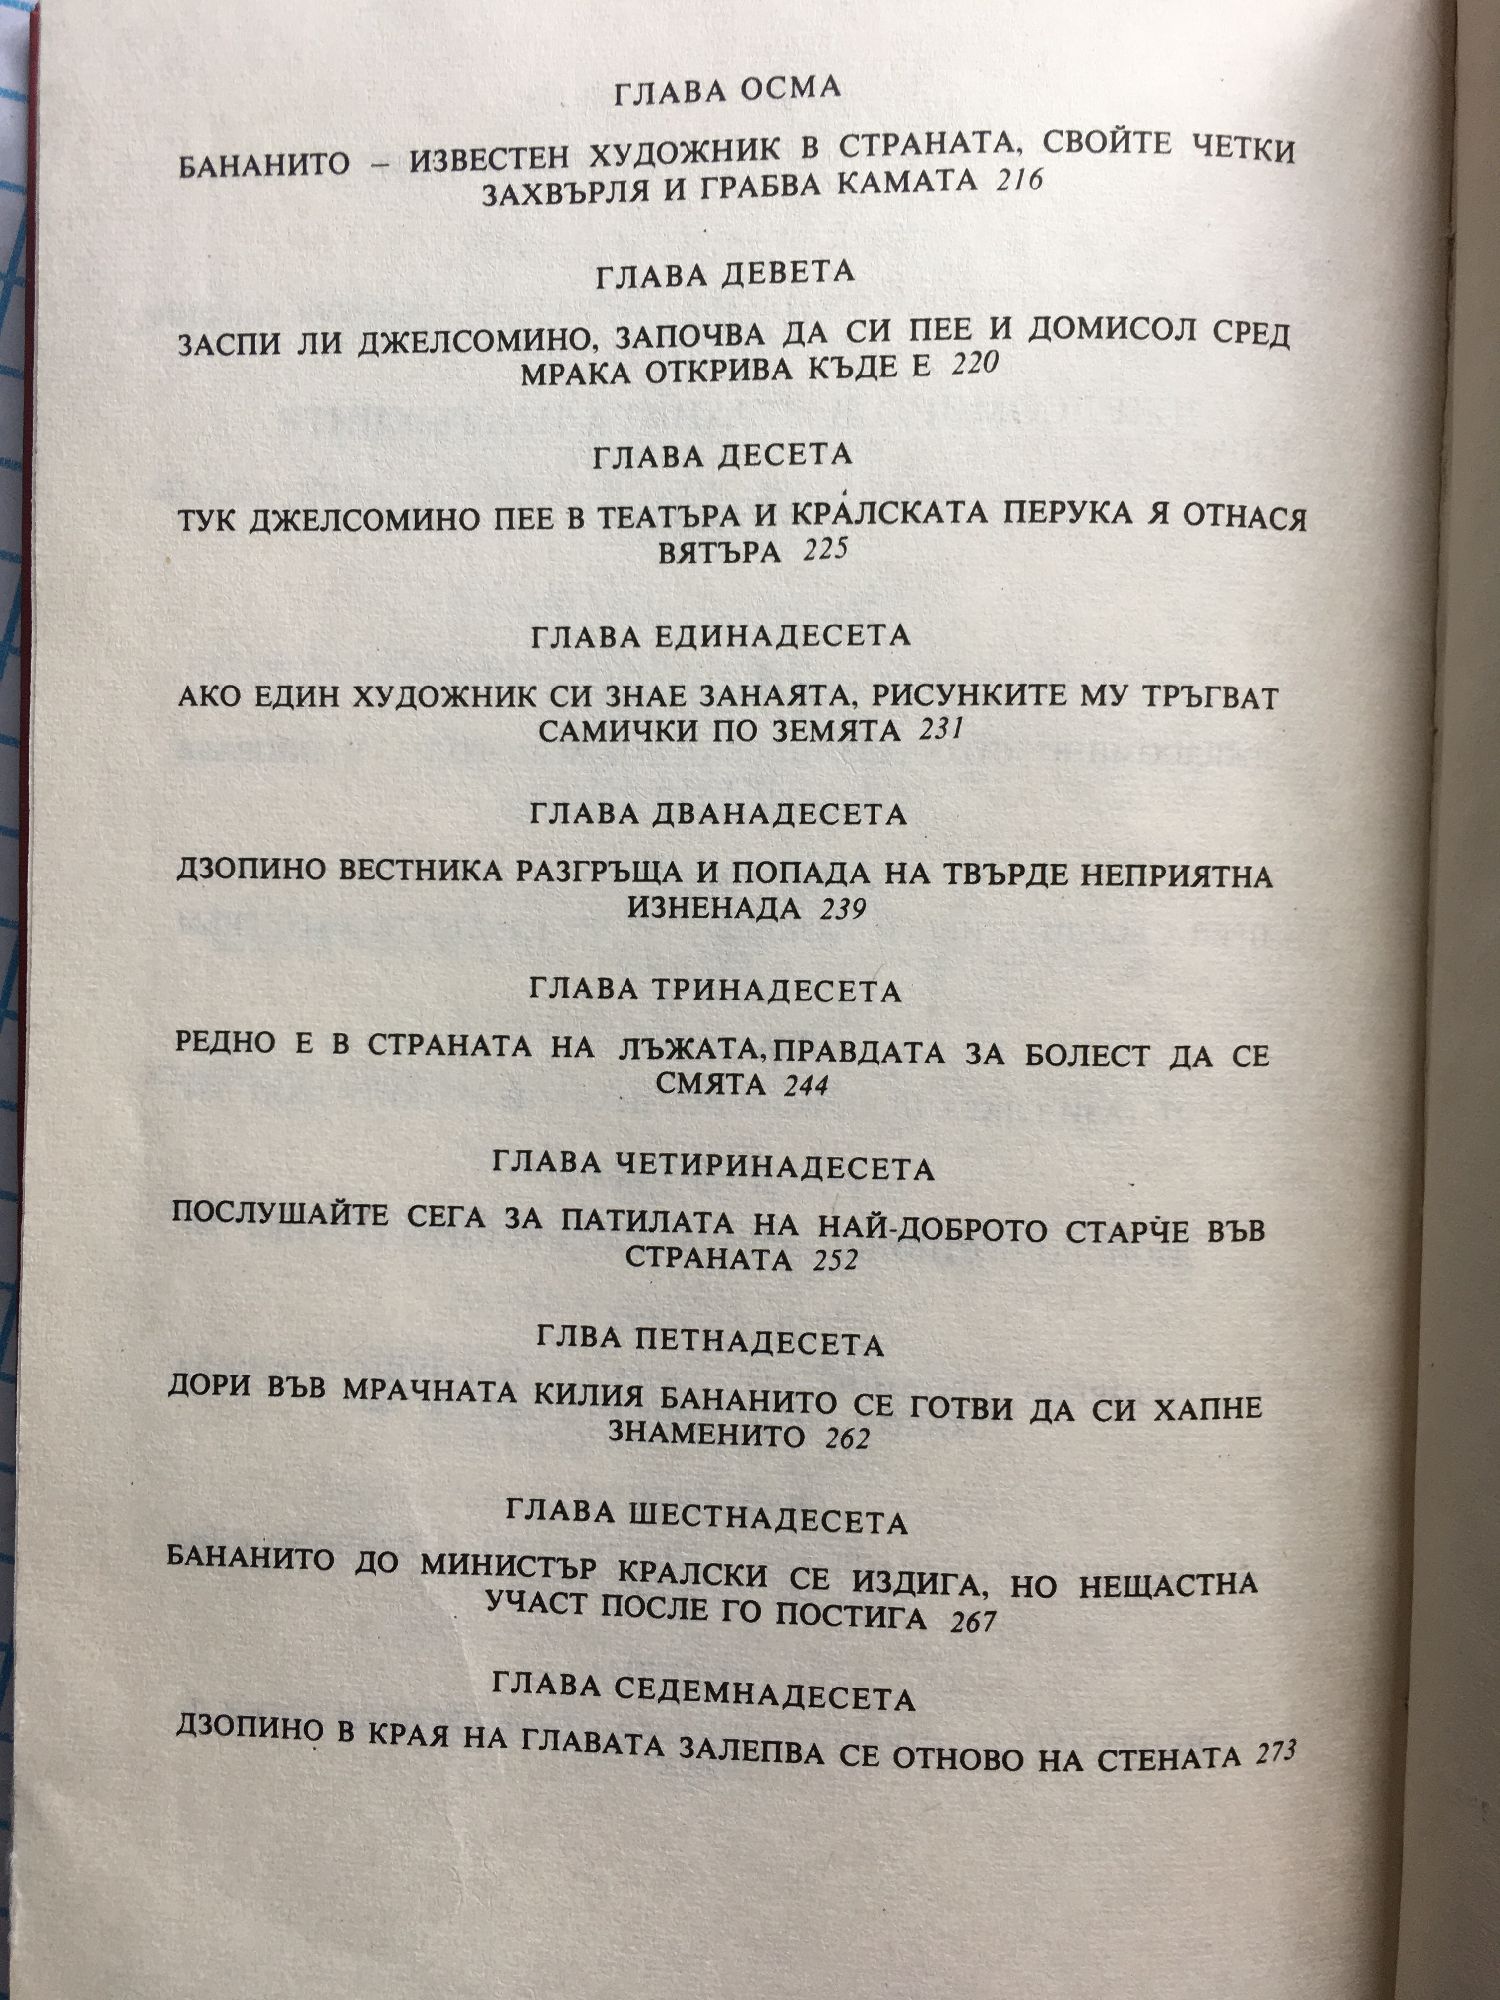 ГЛАВА ОСМА
БАНАНИТО – ИЗВЕСТЕН ХУДОЖНИК В СТРАНАТА, СВОЙТЕ ЧЕТКИ
ЗАХВЪРЛЯ И ГРАБВА КАМАТА 216
ГЛАВА ДЕВЕТА
ЗАСПИ ЛИ ДЖЕЛСОМИНО, ЗАПОЧВА ДА СИ ПЕЕ И ДОМИСОЛ СРЕД
МРАКА ОТКРИВА КЪДЕ Е 220
ГЛАВА ДЕСЕТА
ТУК ДЖЕЛСОМИНО ПЕЕ В ТЕАТЪРА И КРАЛСКАТА ПЕРУКА Я ОТНАСЯ
ВЯТЪРА 225
ГЛАВА ЕДИНАДЕСЕТА
АКО ЕДИН ХУДОЖНИК СИ ЗНАЕ ЗАНАЯТА, РИСУНКИТЕ МУ ТРЪГВАТ
САМИЧКИ ПО ЗЕМЯТА 231
ГЛАВА ДВАНАДЕСЕТА
ДЗОПИНО ВЕСТНИКА РАЗГРЪЩА И ПОПАДА НА ТВЪРДЕ НЕПРИЯТНА
ИЗНЕНАДА 239
ГЛАВА ТРИНАДЕСЕТА
РЕДНО Е В СТРАНАТА НА ЛЪЖАТА, ПРАВДАТА ЗА БОЛЕСТ ДА СЕ
СМЯТА 244
ГЛАВА ЧЕТИРИНАДЕСЕТА
ПОСЛУШАЙТЕ СЕГА ЗА ПАТИЛАТА НА НАЙ-ДОБРОТО СТАРЧЕ ВЪВ
СТРАНАТА 252
ГЛВА ПЕТНАДЕСЕТА
ДОРИ ВЪВ МРАЧНАТА КИЛИЯ БАНАНИТО СЕ ГОТВИ ДА СИ ХАПНЕ
ЗНАМЕНИТО 262
ГЛАВА ШЕСТНАДЕСЕТА
БАНАНИТО ДО МИНИСТЪР КРАЛСКИ СЕ ИЗДИГА, НО НЕЩАСТНА
УЧАСТ ПОСЛЕ ГО ПОСТИГА 267
ГЛАВА СЕДЕМНАДЕСЕТА
ДЗОПИНО В КРАЯ НА ГЛАВАТА ЗАЛЕПВА СЕ ОТНОВО НА СТЕНАТА 273